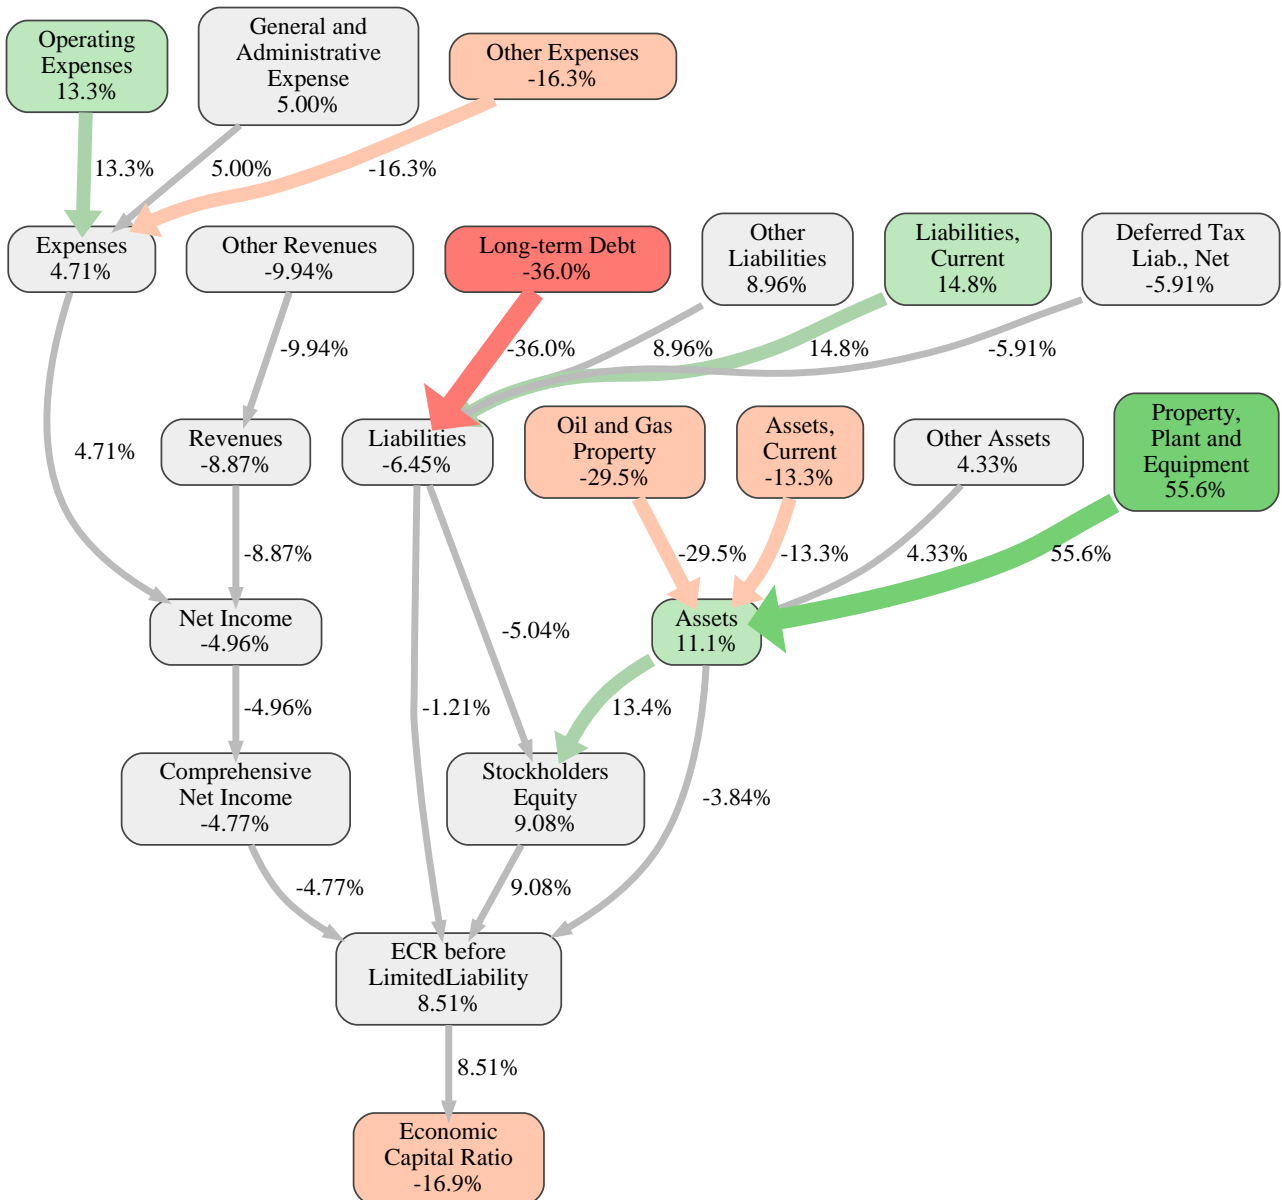 Operating
Expenses
13.3%
General and
Administrative
Expense
5.00%
Other Expenses
-16.3%
13.3%
5.00%
-16.3%
Expenses
4.71%
Other Revenues
-9.94%
Long-term Debt
-36.0%
Other
Liabilities
8.96%
Liabilities,
Current
14.8%
Deferred Tax
Liab., Net
-5.91%
-9.94%
-36.0%
8.96%
14.8%
-5.91%
4.71%
Revenues
-8.87%
Liabilities
-6.45%
Oil and Gas
Property
-29.5%
Assets,
Current
-13.3%
Other Assets
4.33%
Property,
Plant and
Equipment
55.6%
-8.87%
-29.5%
-13.3%
4.33%
55.6%
Net Income
-4.96%
-5.04%
Assets
11.1%
-4.96%
-1.21%
13.4%
Comprehensive
Net Income
-4.77%
Stockholders
Equity
9.08%
-3.84%
-4.77%
9.08%
ECR before
LimitedLiability
8.51%
8.51%
Economic
Capital Ratio
-16.9%